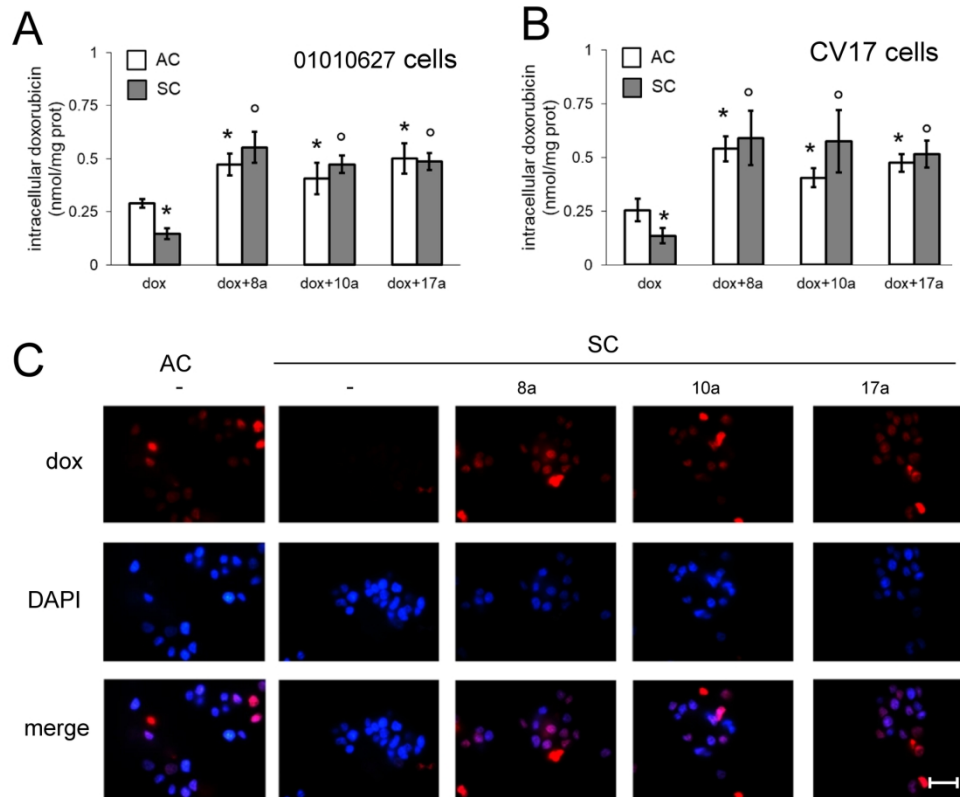 A
01010627 cells
AC
SC
intracellular doxorubicin
(nmol/mg prot)
1
0.75
0.5
0.25
0
*
*
°
*
°
*
°
dox
dox+8a
dox+10a
dox+17a
B
CV17 cells
AC
SC
intracellular doxorubicin
(nmol/mg prot)
1
0.75
0.5
0.25
0
*
*
°
*
°
*
°
dox
dox+8a
dox+10a
dox+17a
C
AC
SC
- - 8a 10a 17a
dox
DAPI
merge